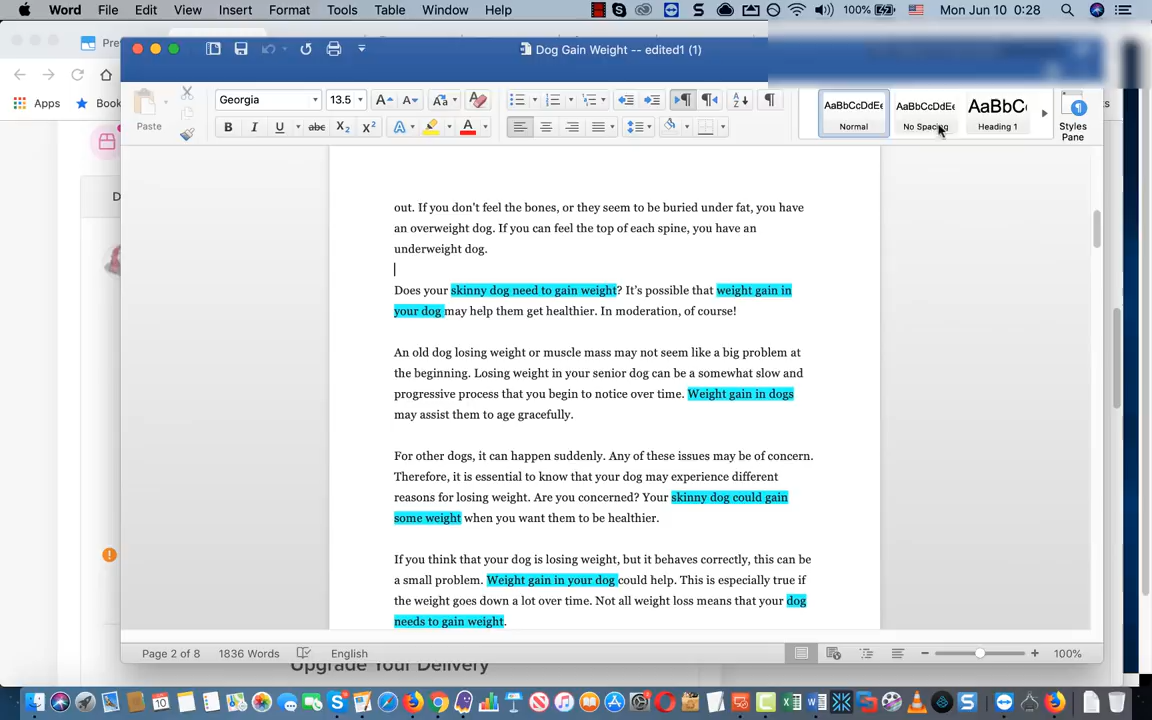 Word File Edit View Insert Format Tools Table Window Help
100% Mon Jun 10 0:28
Dog Gain Weight -- edited1 (1)
Apps
Paste
Georgia 13.5
AaBbCcDdEe AaBbCcDdEe AaBbCc
Normal No Spacing Heading 1
Styles
Pane
out. If you don't feel the bones, or they seem to be buried under fat, you have
an overweight dog. If you can feel the top of each spine, you have an
underweight dog.
Does your skinny dog need to gain weight? It's possible that weight gain in
your dog may help them get healthier. In moderation, of course!
An old dog losing weight or muscle mass may not seem like a big problem at
the beginning. Losing weight in your senior dog can be a somewhat slow and
progressive process that you begin to notice over time. Weight gain in dogs
may assist them to age gracefully.
For other dogs, it can happen suddenly. Any of these issues may be of concern.
Therefore, it is essential to know that your dog may experience different
reasons for losing weight. Are you concerned? Your skinny dog could gain
some weight when you want them to be healthier.
If you think that your dog is losing weight, but it behaves correctly, this can be
a small problem. Weight gain in your dog could help. This is especially true if
the weight goes down a lot over time. Not all weight loss means that your dog
needs to gain weight.
Page 2 of 8 1836 Words English 100%
Upgrade Your Delivery